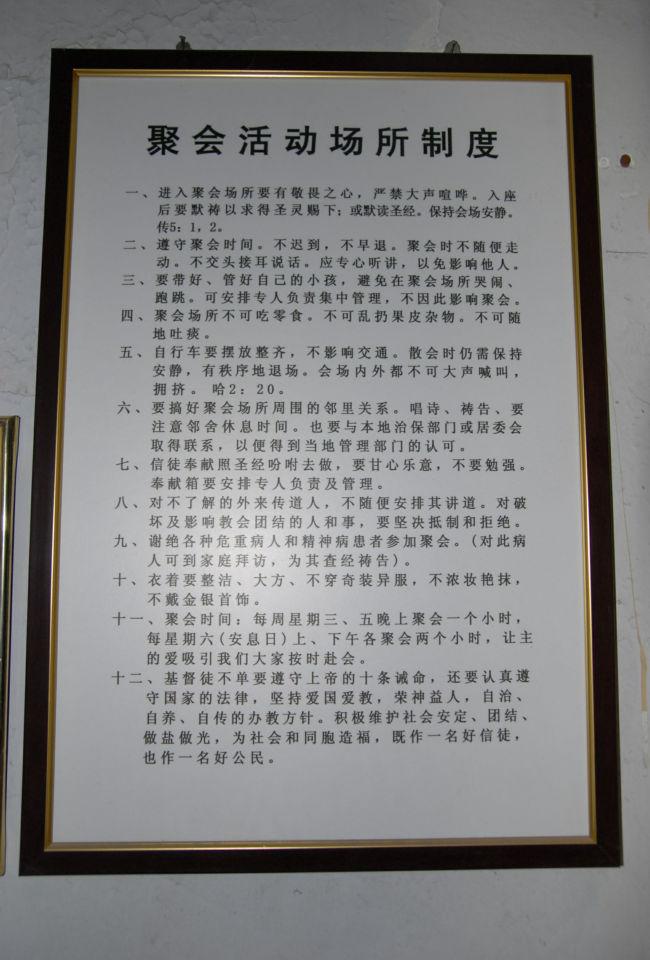 聚会活动场所制度
一、进入聚会场所要有敬畏之心，严禁大声喧哗。入座
后要默祷以求得圣灵赐下；或默读圣经。保持会场安静。
传5：1，2。
二、遵守聚会时间。不迟到，不早退。聚会时不随便走
动。不交头接耳说话。应专心听讲，以免影响他人。
三、要带好、管好自己的小孩，避免在聚会场所哭闹、
跑跳。可安排专人负责集中管理，不因此影响聚会。
四、聚会场所不可吃零食。不可乱扔果皮杂物。不可随
地吐痰。
五、自行车要摆放整齐，不影响交通。散会时仍需保持
安静，有秩序地退场。会场内外都不可大声喊叫，
拥挤。哈2：20。
六、要搞好聚会场所周围的邻里关系。唱诗、祷告、要
注意邻舍休息时间。也要与本地治保部门或居委会
取得联系，以便得到当地管理部门的认可。
七、信徒奉献照圣经吩咐去做，要甘心乐意，不要勉强。
奉献箱要安排专人负责及管理。
八、对不了解的外来传道人，不随便安排其讲道。对破
坏及影响教会团结的人和事，要坚决抵制和拒绝。
九、谢绝各种危重病人和精神病患者参加聚会。(对此病
人可到家庭拜访，为其查经祷告)。
十、衣着要整洁、大方、不穿奇装异服，不浓妆艳抹，
不戴金银首饰。
十一、聚会时间：每周星期三、五晚上聚会一个小时，
每星期六(安息日)上、下午各聚会两个小时，让主
的爱吸引我们大家按时赴会。
十二、基督徒不单要遵守上帝的十条诫命，还要认真遵
守国家的法律，坚持爱国爱教，荣神益人，自治、
自养、自传的办教方针。积极维护社会安定、团结、
做盐做光，为社会和同胞造福，既作一名好信徒，
也作一名好公民。